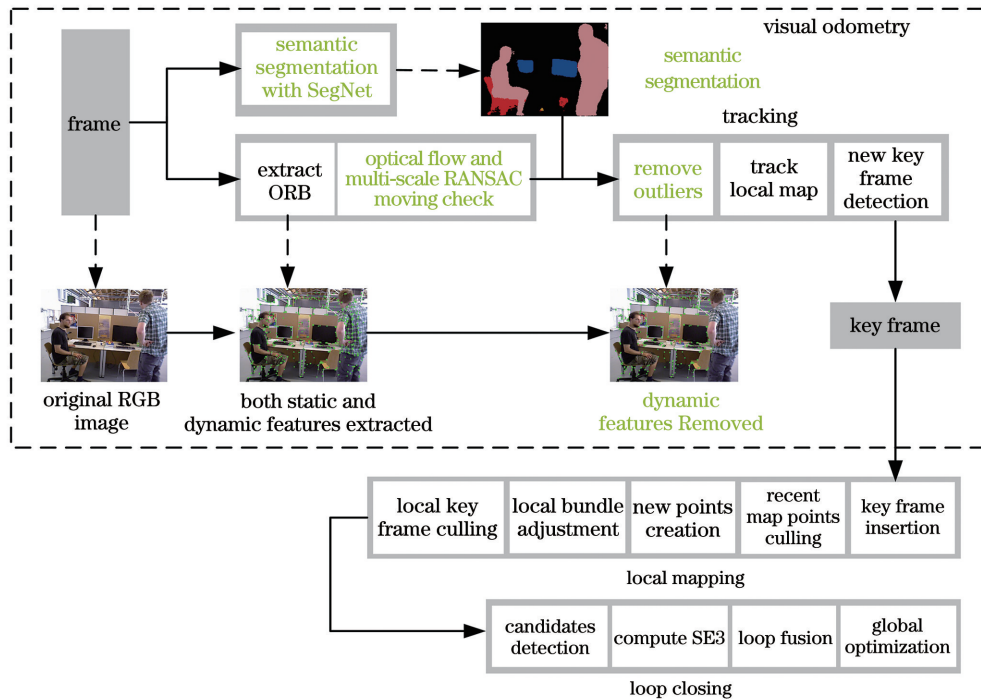 visual odometry
frame
semantic
segmentation
with SegNet
semantic
segmentation
extract
ORB
optical flow and
multi-scale RANSAC
moving check
tracking
remove
outliers
track
local map
new key
frame
detection
key frame
original RGB
image
both static and
dynamic features extracted
dynamic
features Removed
local key
frame culling
local bundle
adjustment
new points
creation
recent
map points
culling
key frame
insertion
local mapping
candidates
detection
compute SE3
loop fusion
global
optimization
loop closing